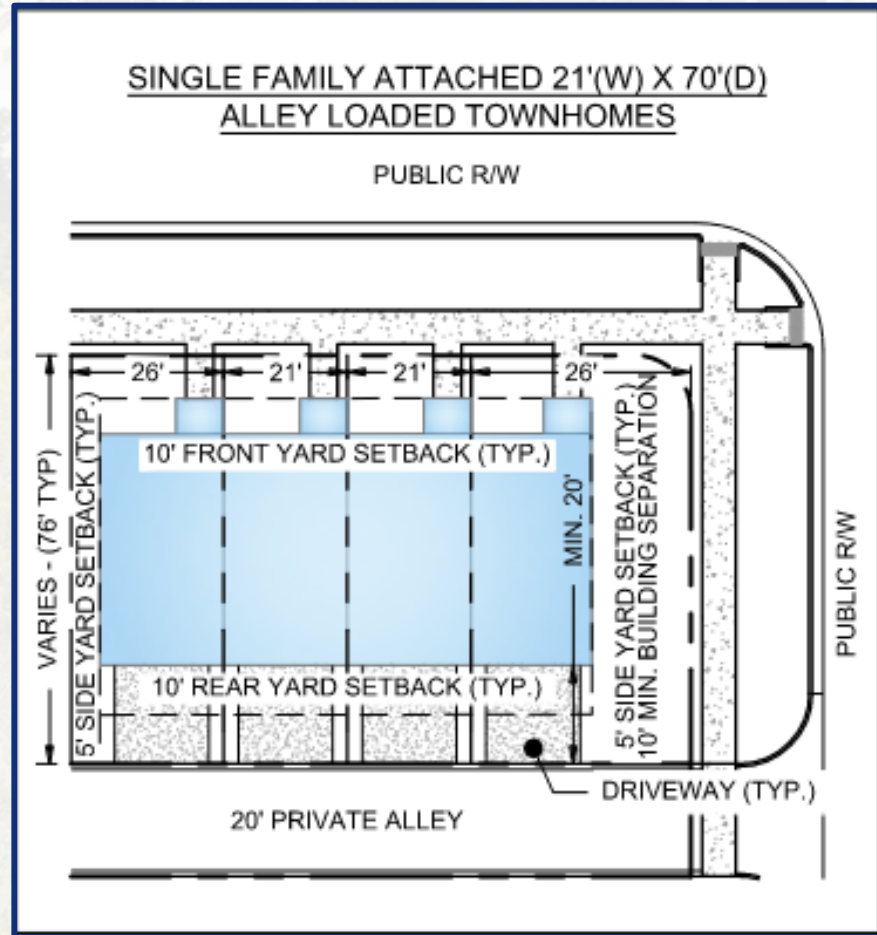 SINGLE FAMILY ATTACHED 21'(W) X 70'(D)
ALLEY LOADED TOWNHOMES
PUBLIC R/W
26'
21'
21'
26'
10' FRONT YARD SETBACK (TYP.)
VARIES - (76' TYP)
5' SIDE YARD SETBACK (TYP.)
MIN. 20'
5' SIDE YARD SETBACK (TYP.)
10' MIN. BUILDING SEPARATION
PUBLIC R/W
10' REAR YARD SETBACK (TYP.)
DRIVEWAY (TYP.)
20' PRIVATE ALLEY